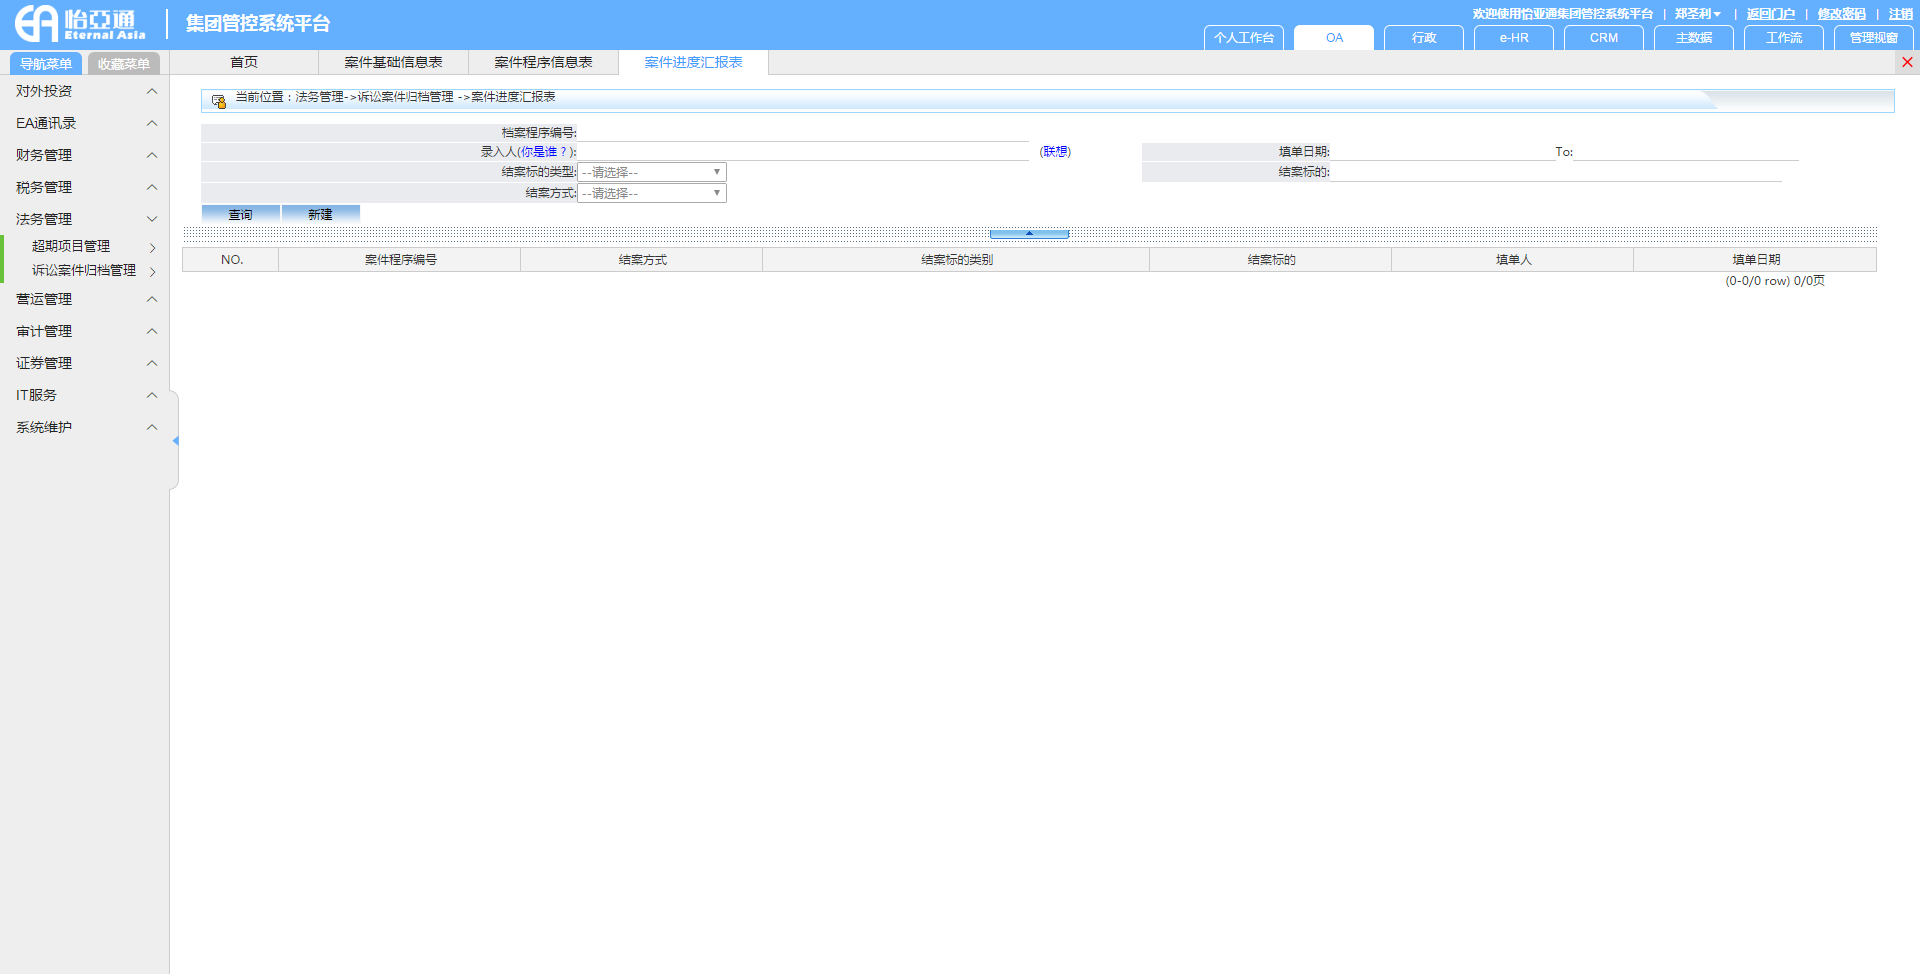 怡亞通
Eternal Asia
集团管控系统平台
欢迎使用怡亚通集团管控系统平台 | 郑圣利 | 返回门户 | 修改密码 | 注销
个人工作台 OA 行政 e-HR CRM 主数据 工作流 管理视窗
导航菜单 收藏菜单 首页 案件基础信息表 案件程序信息表 案件进度汇报表
对外投资
EA通讯录
财务管理
税务管理
法务管理
超期项目管理
诉讼案件归档管理
营运管理
审计管理
证券管理
IT服务
系统维护
当前位置：法务管理->诉讼案件归档管理 ->案件进度汇报表
档案程序编号:
录入人(你是谁？): (联想) 填单日期: To:
结案标的类型: --请选择-- 结案标的:
结案方式: --请选择--
查询 新建
NO. 案件程序编号 结案方式 结案标的类别 结案标的 填单人 填单日期
(0-0/0 row) 0/0页